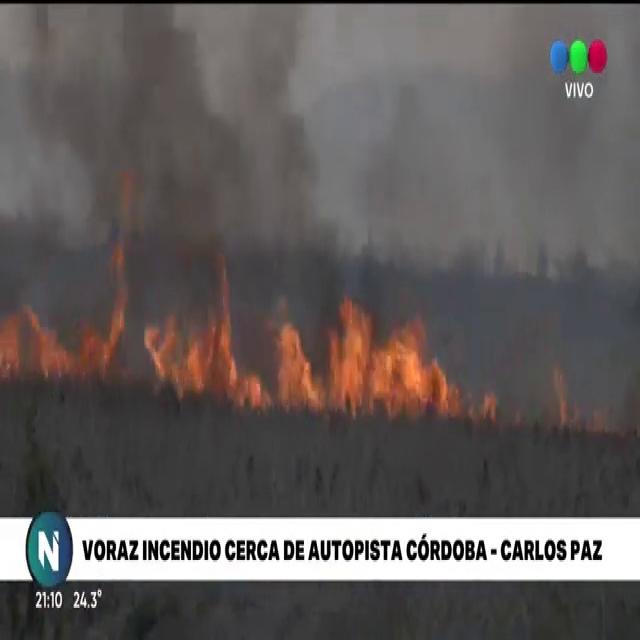 VIVO
N
VORAZ INCENDIO CERCA DE AUTOPISTA CÓRDOBA - CARLOS PAZ
21:10 24.3°